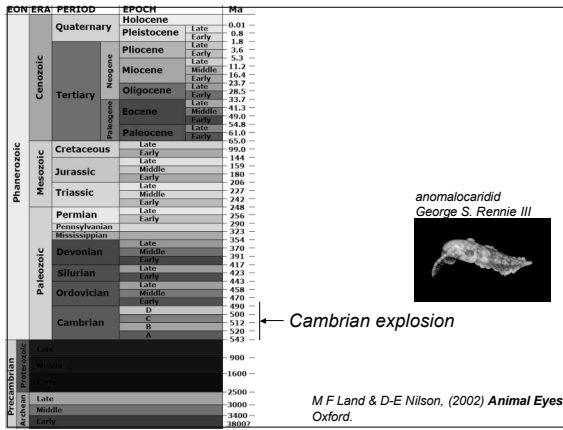 EON ERA PERIOD EPOCH Ma
Phanerozoic
Cenozoic
Quaternary
Holocene
0.01
Pleistocene
Late
0.8
Early
1.8
Tertiary
Neogene
Pliocene
Late
3.6
Early
5.3
Miocene
Late
11.2
Middle
16.4
Early
23.7
Oligocene
Late
28.5
Early
33.7
Paleogene
Eocene
Late
41.3
Middle
49.0
Early
54.8
Paleocene
Late
61.0
Early
65.0
Mesozoic
Cretaceous
Late
99.0
Early
144
Jurassic
Late
159
Middle
180
Early
206
Triassic
Late
227
Middle
242
Early
248
Paleozoic
Permian
Late
256
Early
290
Pennsylvanian
323
Mississippian
354
Devonian
Late
370
Middle
391
Early
417
Silurian
Late
423
Early
443
Ordovician
Late
458
Middle
470
Early
490
Cambrian
D
500
C
512
B
520
A
543
Precambrian
Proterozoic
Late
900
Middle
1600
Early
2500
Archean
Late
3000
Middle
3400
Early
3800?
anomalocaridid
George S. Rennie III
Cambrian explosion
M F Land & D-E Nilson, (2002) Animal Eyes
Oxford.